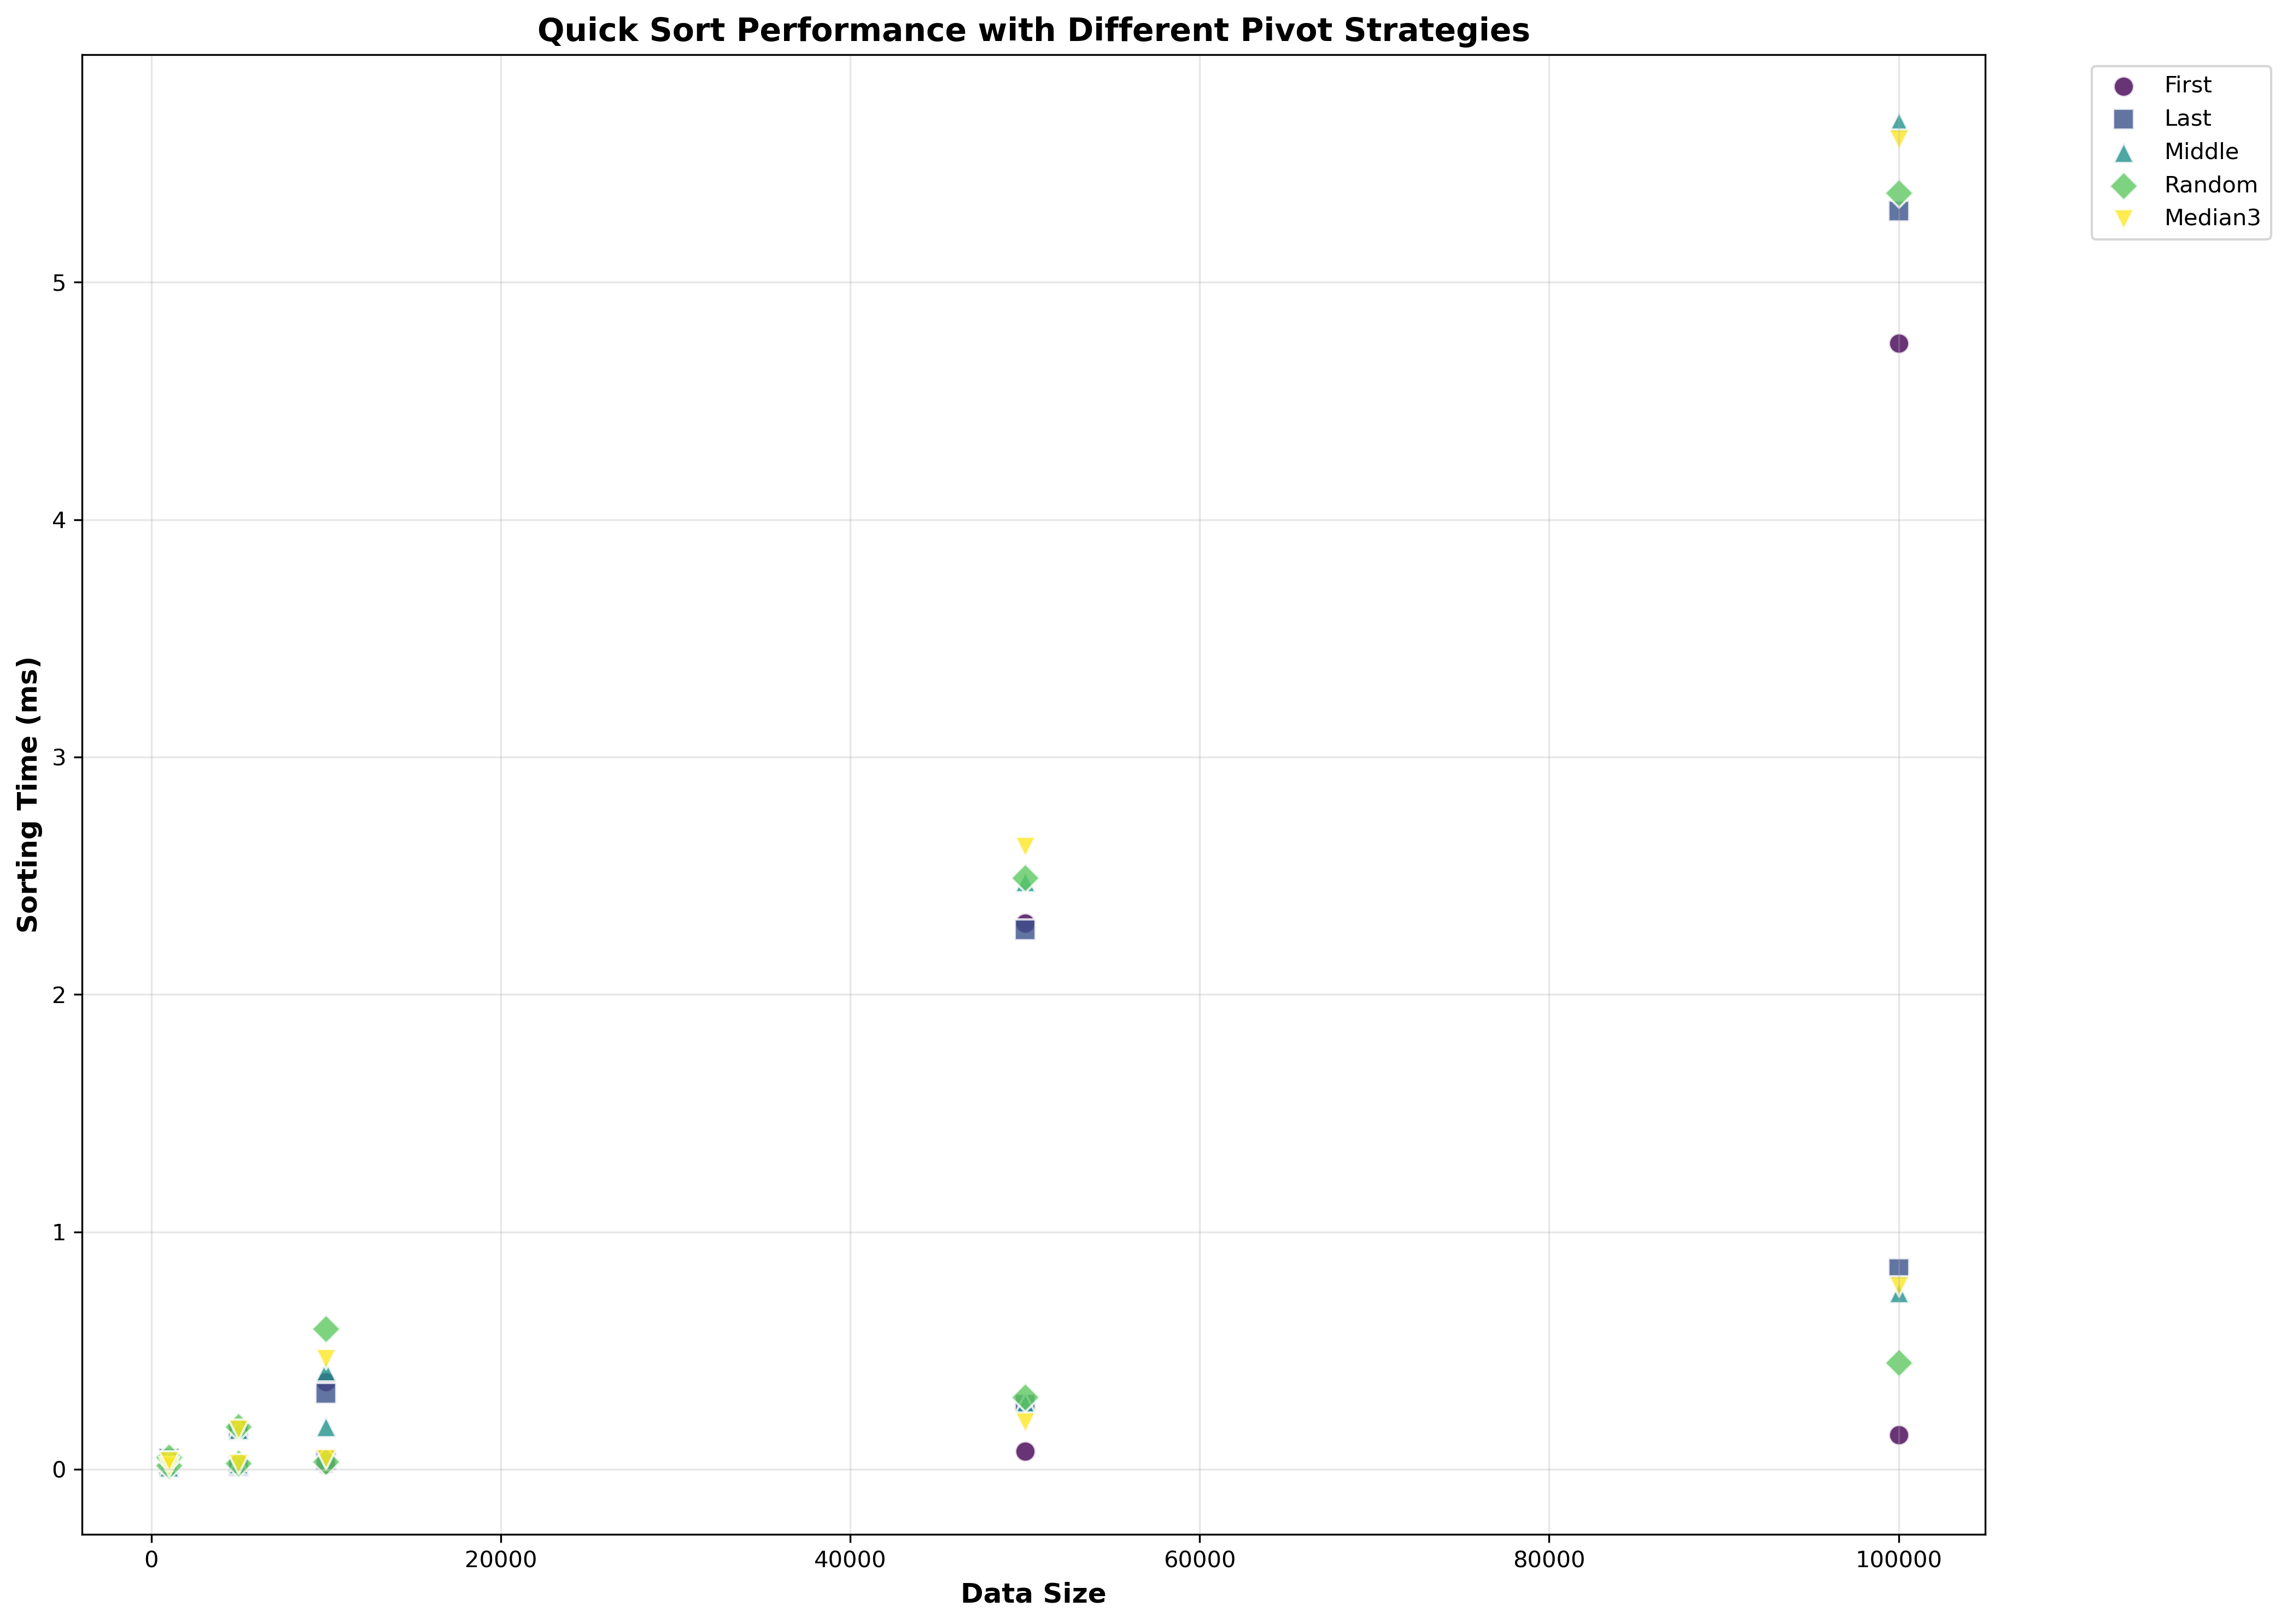 Quick Sort Performance with Different Pivot Strategies
First
Last
Middle
Random
Median3
Sorting Time (ms)
5
4
3
2
1
0
0 20000 40000 60000 80000 100000
Data Size